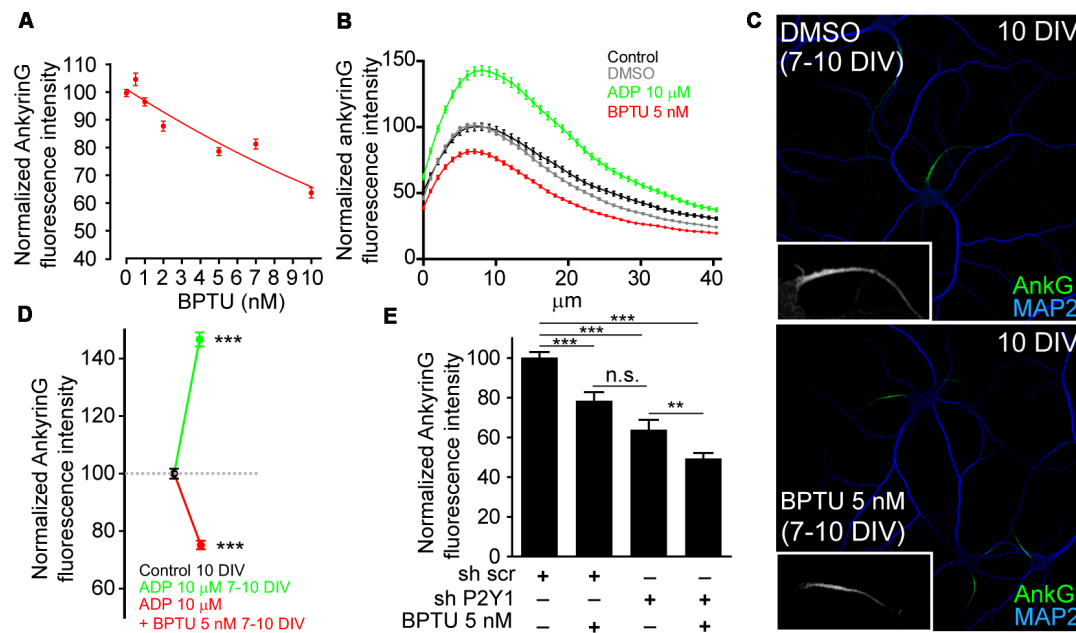 A
Normalized AnkyrinG
fluorescence intensity
110
100
90
80
70
60
50
40
0 1 2 3 4 5 6 7 8 9 10
BPTU (nM)
B
Normalized ankyrinG
fluorescence intensity
150
100
50
0
0 10 20 30 40
μm
Control
DMSO
ADP 10 μM
BPTU 5 nM
C
DMSO
(7-10 DIV)
10 DIV
AnkG
MAP2
10 DIV
BPTU 5 nM
(7-10 DIV)
AnkG
MAP2
D
Normalized AnkyrinG
fluorescence intensity
140
120
100
80
60
***
***
Control 10 DIV
ADP 10 μM 7-10 DIV
ADP 10 μM
+ BPTU 5 nM 7-10 DIV
E
Normalized AnkyrinG
fluorescence intensity
100
80
60
40
20
0
***
***
***
n.s.
**
sh scr + + – –
sh P2Y1 – – + +
BPTU 5 nM – + – +